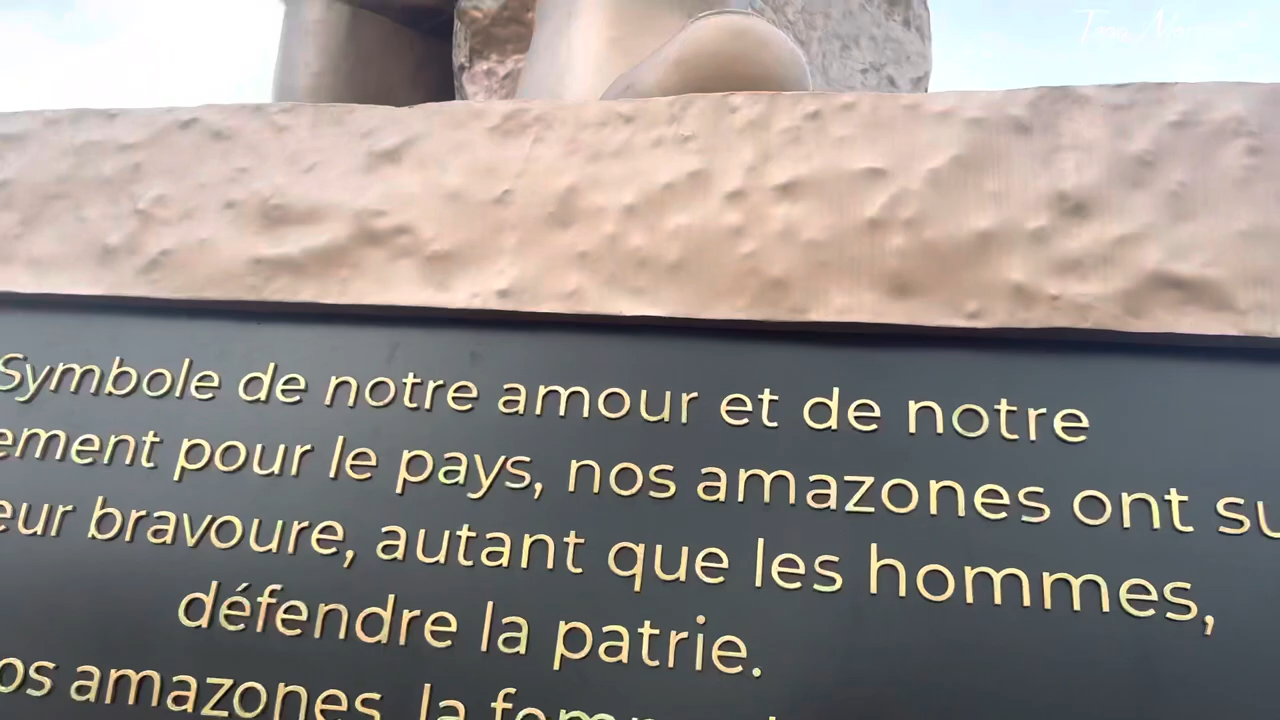 Symbole de notre amour et de notre
ement pour le pays, nos amazones ont su
eur bravoure, autant que les hommes,
défendre la patrie.
os amazones, la